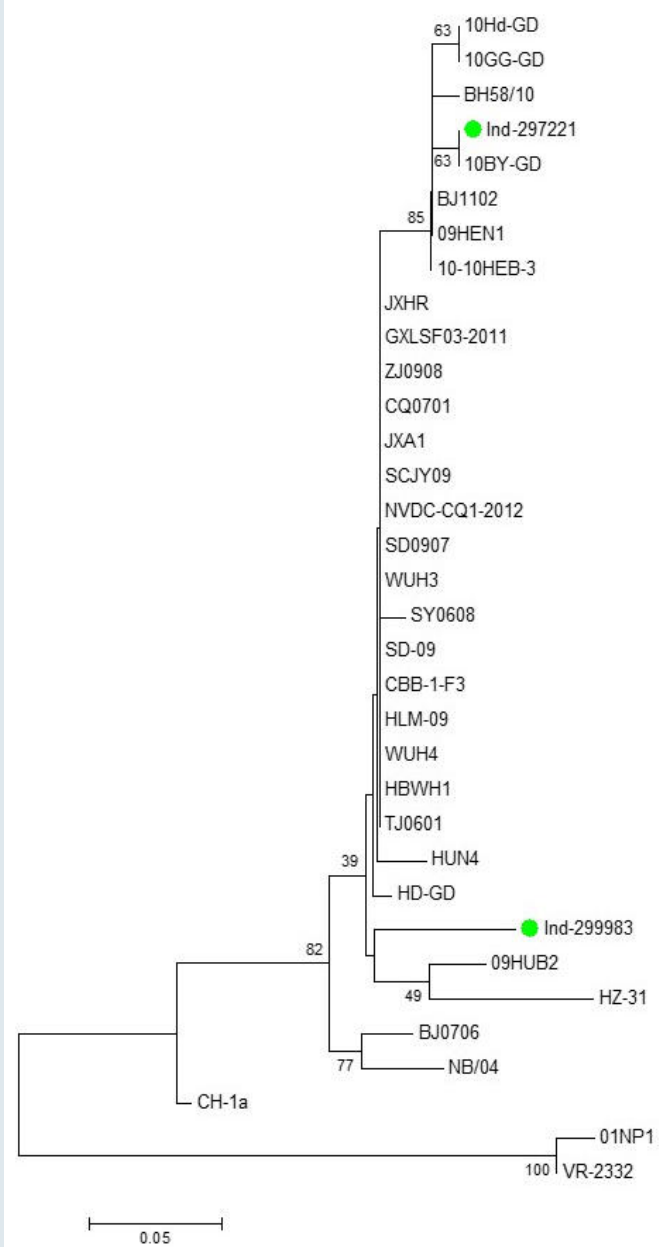 10Hd-GD
63
10GG-GD
BH58/10
Ind-297221
63
10BY-GD
BJ1102
85
09HEN1
10-10HEB-3
JXHR
GXLSF03-2011
ZJ0908
CQ0701
JXA1
SCJY09
NVDC-CQ1-2012
SD0907
WUH3
SY0608
SD-09
CBB-1-F3
HLM-09
WUH4
HBWH1
TJ0601
HUN4
39
HD-GD
Ind-299983
82
09HUB2
49
HZ-31
BJ0706
77
NB/04
CH-1a
01NP1
100
VR-2332
0.05